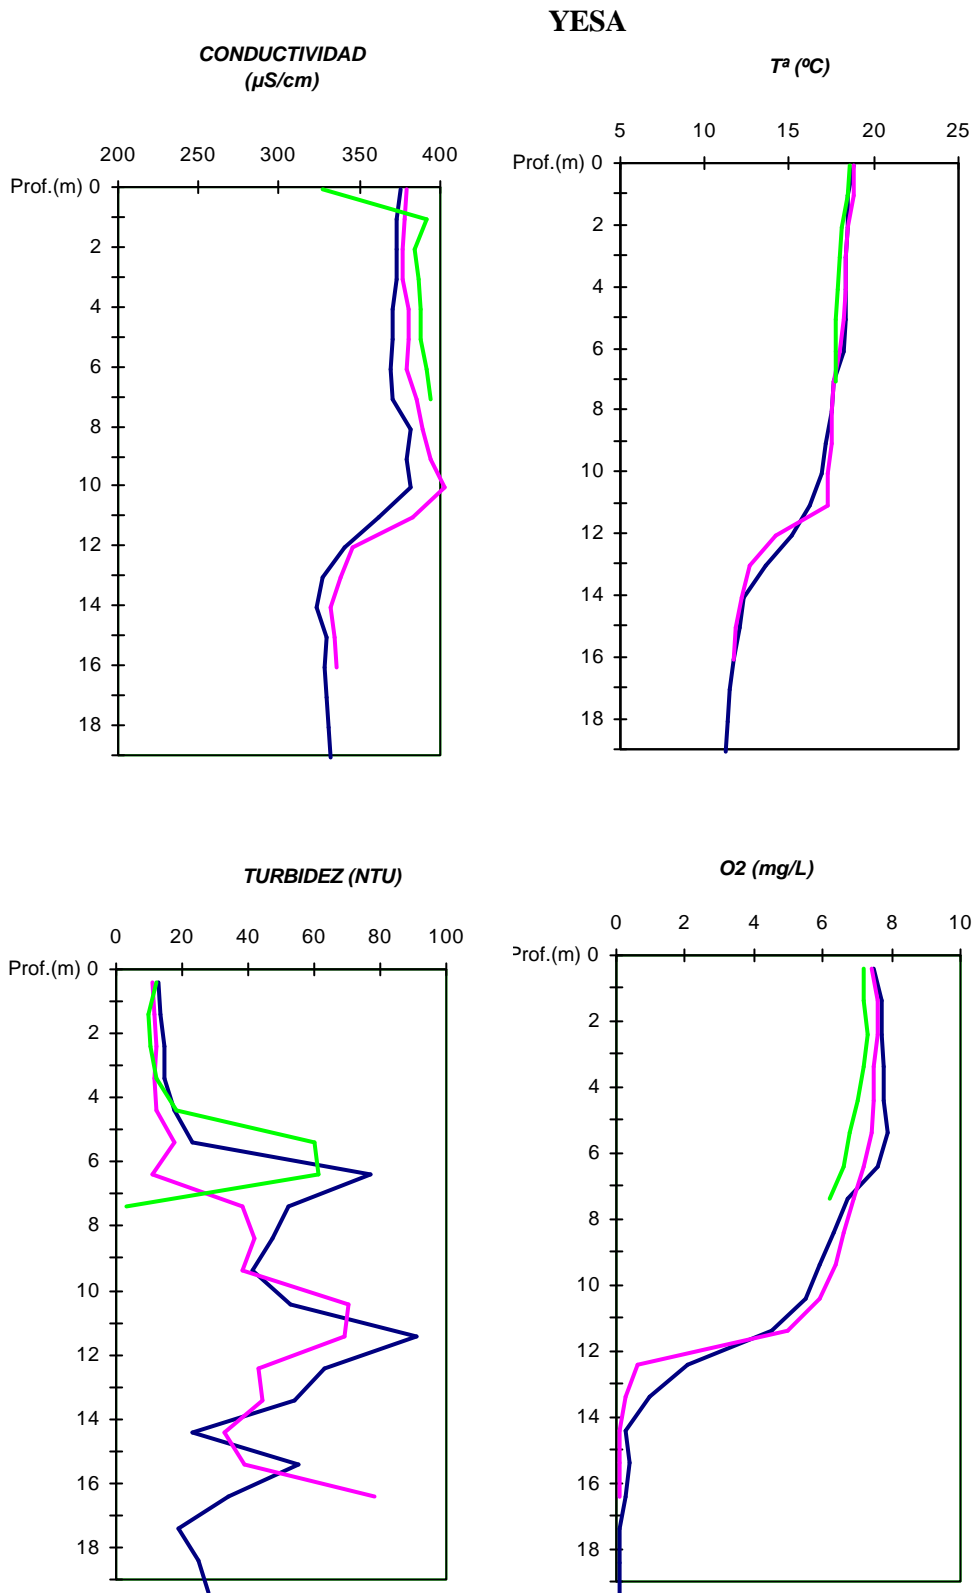 YESA
CONDUCTIVIDAD
(µS/cm)
200 250 300 350 400
Prof.(m) 0
2
4
6
8
10
12
14
16
18
Tª (ºC)
5 10 15 20 25
Prof.(m) 0
2
4
6
8
10
12
14
16
18
TURBIDEZ (NTU)
0 20 40 60 80 100
Prof.(m) 0
2
4
6
8
10
12
14
16
18
O2 (mg/L)
0 2 4 6 8 10
Prof.(m) 0
2
4
6
8
10
12
14
16
18